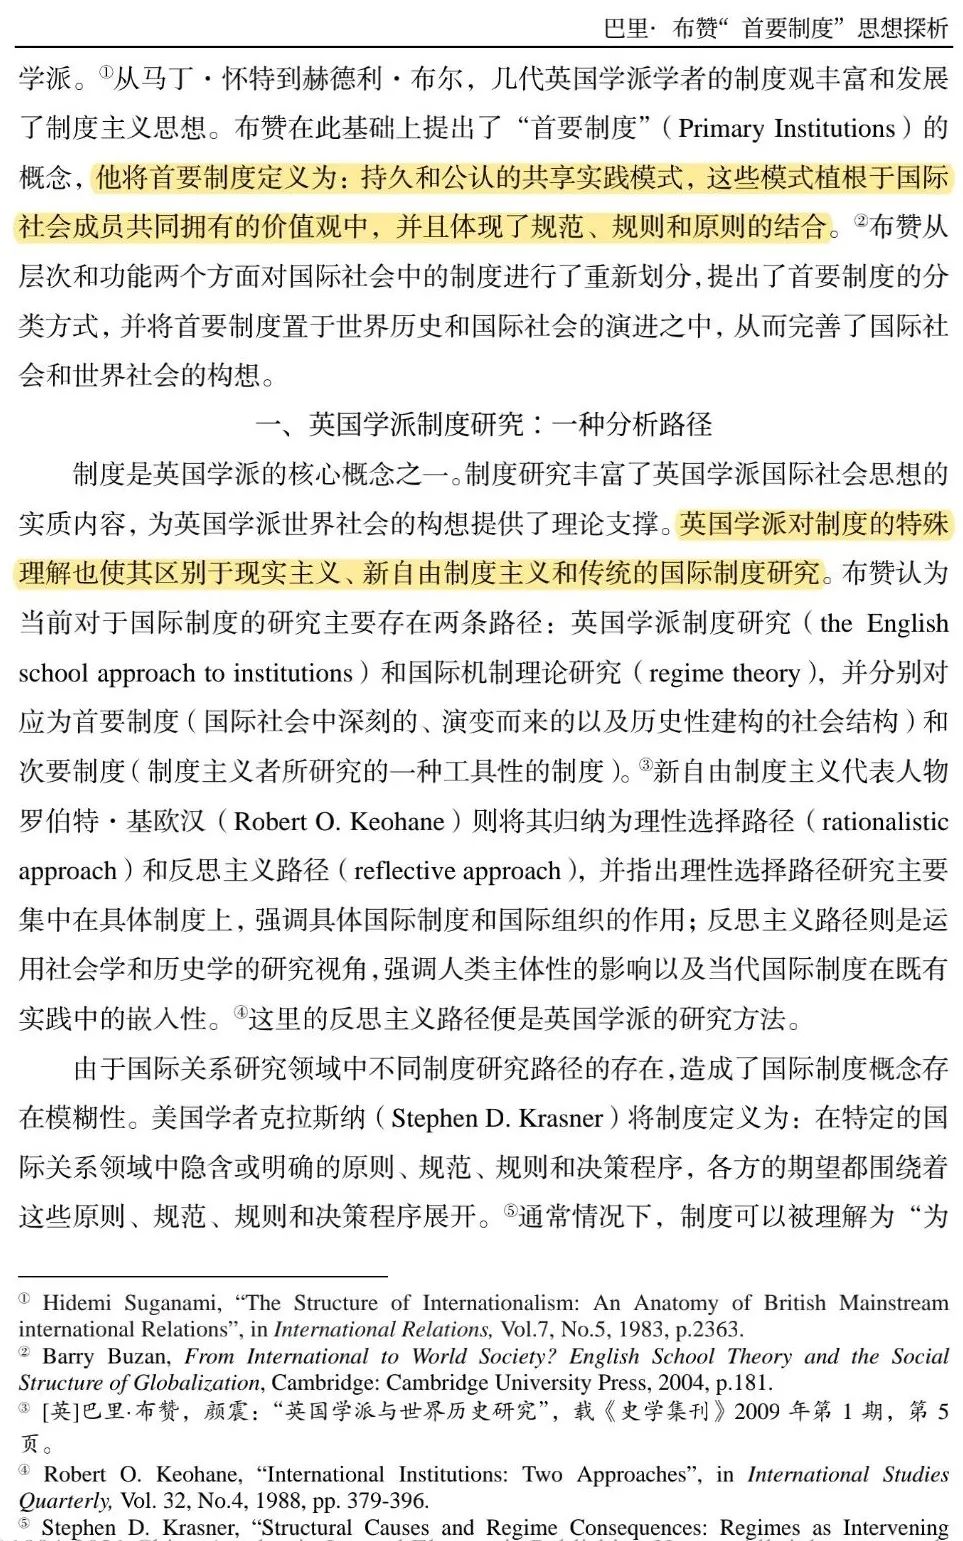 巴里· 布赞“ 首要制度” 思想探析
学派。①从马丁・怀特到赫德利・布尔，几代英国学派学者的制度观丰富和发展
了制度主义思想。布赞在此基础上提出了“首要制度”（Primary Institutions）的
概念，他将首要制度定义为：持久和公认的共享实践模式，这些模式植根于国际
社会成员共同拥有的价值观中，并且体现了规范、规则和原则的结合。②布赞从
层次和功能两个方面对国际社会中的制度进行了重新划分，提出了首要制度的分
类方式，并将首要制度置于世界历史和国际社会的演进之中，从而完善了国际社
会和世界社会的构想。
一、英国学派制度研究：一种分析路径
制度是英国学派的核心概念之一。制度研究丰富了英国学派国际社会思想的
实质内容，为英国学派世界社会的构想提供了理论支撑。英国学派对制度的特殊
理解也使其区别于现实主义、新自由制度主义和传统的国际制度研究。布赞认为
当前对于国际制度的研究主要存在两条路径：英国学派制度研究（the English
school approach to institutions）和国际机制理论研究（regime theory），并分别对
应为首要制度（国际社会中深刻的、演变而来的以及历史性建构的社会结构）和
次要制度（制度主义者所研究的一种工具性的制度）。③新自由制度主义代表人物
罗伯特・基欧汉（Robert O. Keohane）则将其归纳为理性选择路径（rationalistic
approach）和反思主义路径（reflective approach），并指出理性选择路径研究主要
集中在具体制度上，强调具体国际制度和国际组织的作用；反思主义路径则是运
用社会学和历史学的研究视角，强调人类主体性的影响以及当代国际制度在既有
实践中的嵌入性。④这里的反思主义路径便是英国学派的研究方法。
由于国际关系研究领域中不同制度研究路径的存在，造成了国际制度概念存
在模糊性。美国学者克拉斯纳（Stephen D. Krasner）将制度定义为：在特定的国
际关系领域中隐含或明确的原则、规范、规则和决策程序，各方的期望都围绕着
这些原则、规范、规则和决策程序展开。⑤通常情况下，制度可以被理解为“为
① Hidemi Suganami, “The Structure of Internationalism: An Anatomy of British Mainstream
international Relations”, in International Relations, Vol.7, No.5, 1983, p.2363.
② Barry Buzan, From International to World Society? English School Theory and the Social
Structure of Globalization, Cambridge: Cambridge University Press, 2004, p.181.
③ [英]巴里·布赞，颜震：“英国学派与世界历史研究”，载《史学集刊》2009 年第 1 期，第 5
页。
④ Robert O. Keohane, “International Institutions: Two Approaches”, in International Studies
Quarterly, Vol. 32, No.4, 1988, pp. 379-396.
⑤ Stephen D. Krasner, “Structural Causes and Regime Consequences: Regimes as Intervening